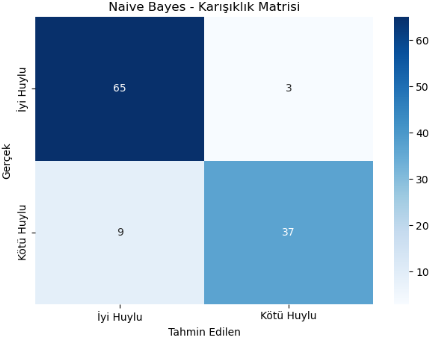 Naive Bayes - Karışıklık Matrisi
İyi Huylu
65
3
60
50
40
30
20
10
Gerçek
Kötü Huylu
9
37
İyi Huylu
Kötü Huylu
Tahmin Edilen